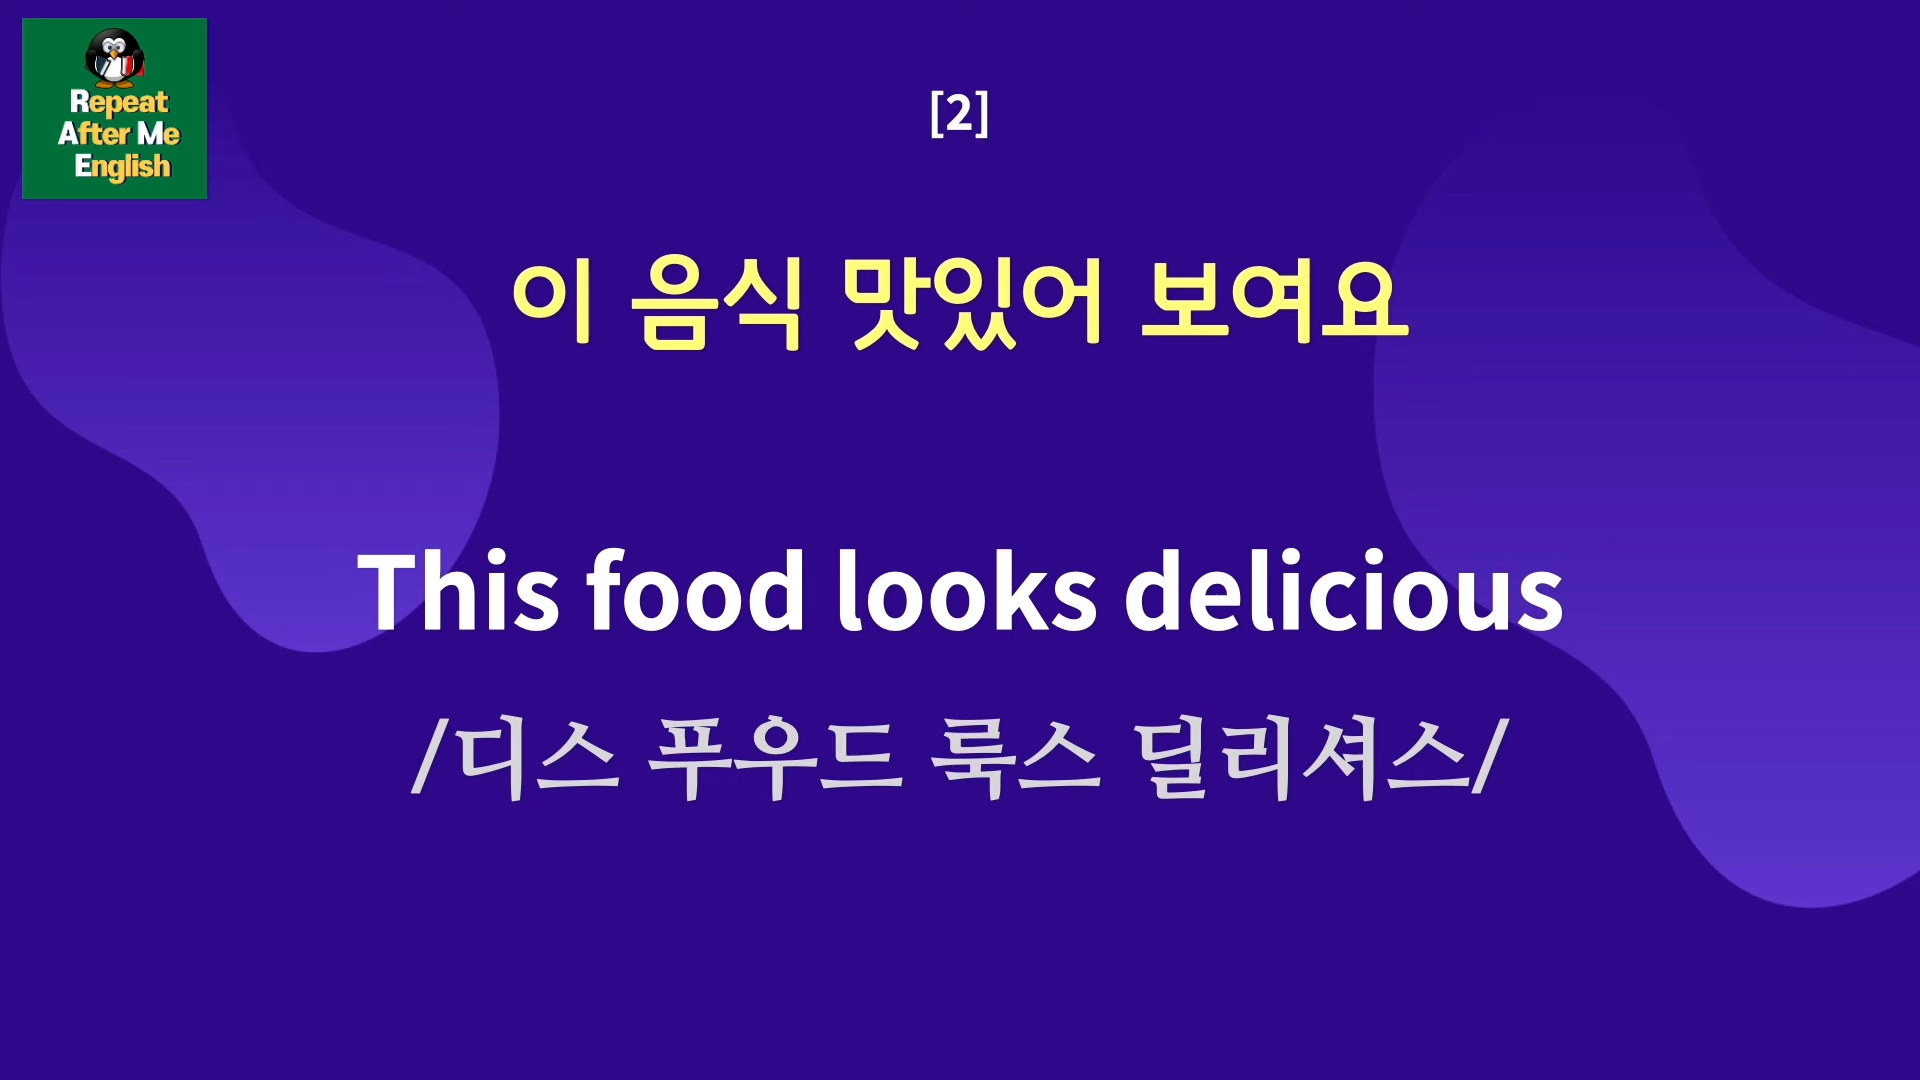 Repeat
After Me
English
[2]
이 음식 맛있어 보여요
This food looks delicious
/디스 푸우드 룩스 딜리셔스/